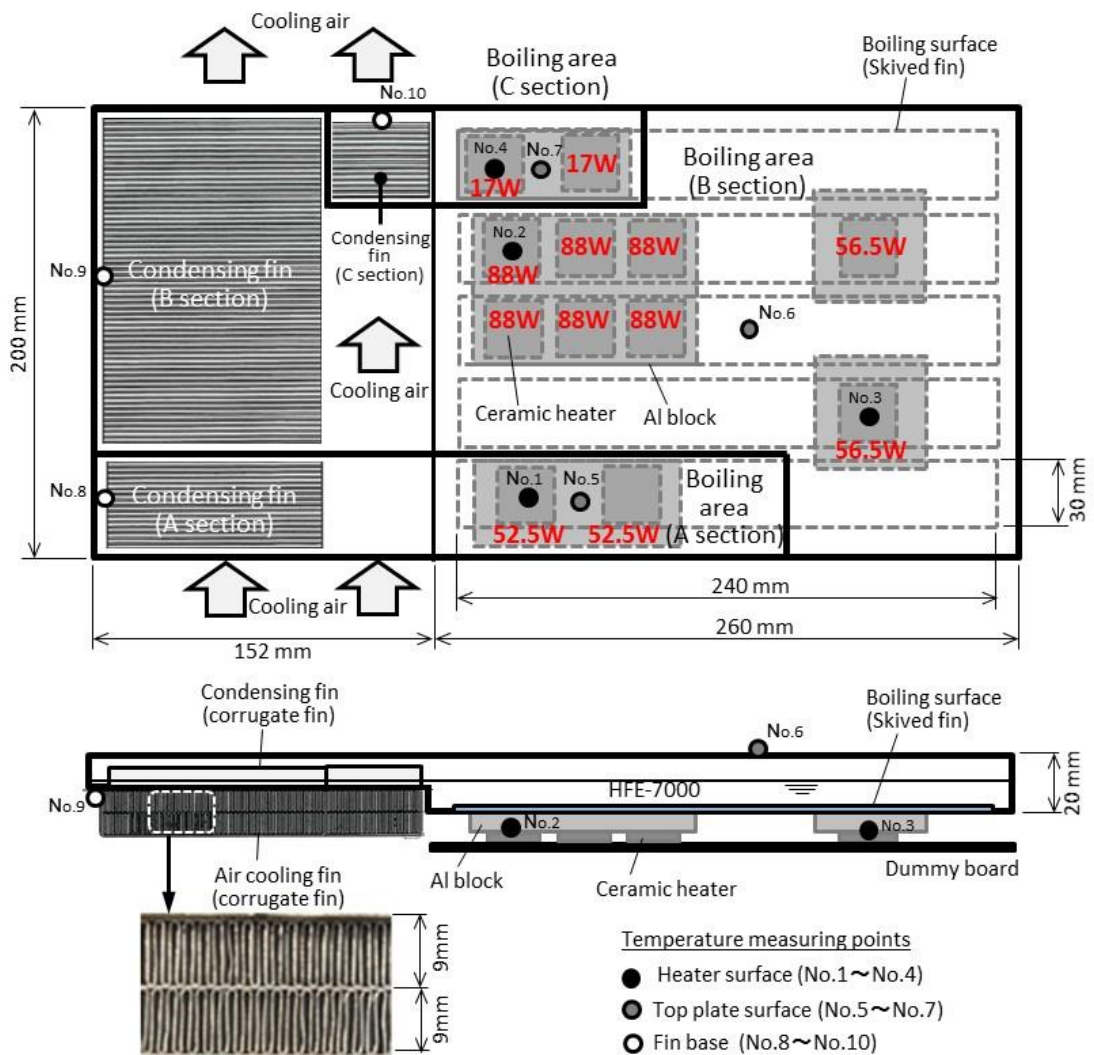 Cooling air
No.10
Boiling area
(C section)
Boiling surface
(Skived fin)
No.4
No.7
17W
17W
Boiling area
(B section)
Condensing
fin
(C section)
No.2
88W
88W
88W
56.5W
No.9
Condensing fin
(B section)
88W
88W
88W
No.6
200 mm
Cooling air
Ceramic heater
Al block
No.3
56.5W
No.8
Condensing fin
(A section)
No.1
No.5
Boiling
area
(A section)
52.5W
52.5W
30 mm
Cooling air
240 mm
152 mm
260 mm
Condensing fin
(corrugate fin)
Boiling surface
(Skived fin)
No.6
HFE-7000
20 mm
No.9
No.2
No.3
Al block
Ceramic heater
Dummy board
Air cooling fin
(corrugate fin)
9mm
9mm
Temperature measuring points
Heater surface (No.1～No.4)
Top plate surface (No.5～No.7)
Fin base (No.8～No.10)